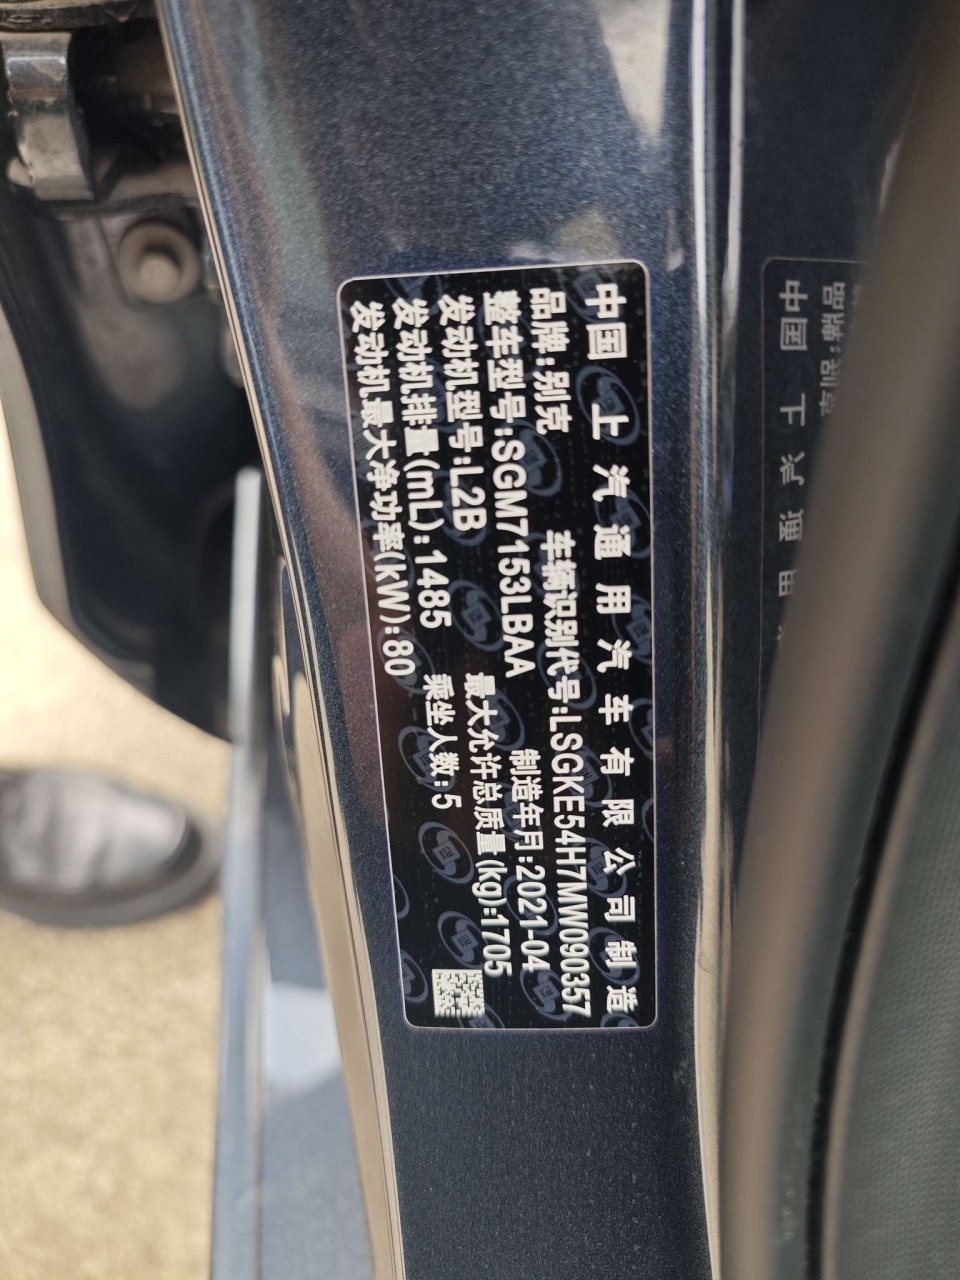 中国 上汽通用汽车有限公司制造
品牌:别克 车辆识别代号:LSGKE54H7MW090357
整车型号:SGM7153LBAA 制造年月:2021-04
发动机型号:L2B 最大允许总质量(kg):1705
发动机排量(mL):1485 乘坐人数:5
发动机最大净功率(kW):80